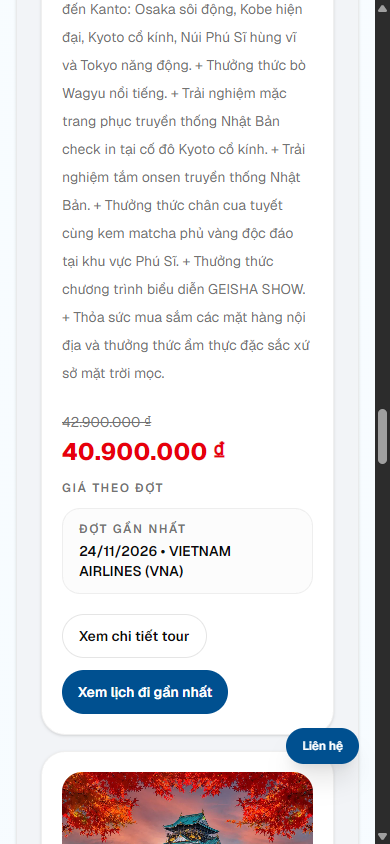 đến Kanto: Osaka sôi động, Kobe hiện
đại, Kyoto cổ kính, Núi Phú Sĩ hùng vĩ
và Tokyo năng động. + Thưởng thức bò
Wagyu nổi tiếng. + Trải nghiệm mặc
trang phục truyền thống Nhật Bản
check in tại cố đô Kyoto cổ kính. + Trải
nghiệm tắm onsen truyền thống Nhật
Bản. + Thưởng thức chân cua tuyết
cùng kem matcha phủ vàng độc đáo
tại khu vực Phú Sĩ. + Thưởng thức
chương trình biểu diễn GEISHA SHOW.
+ Thỏa sức mua sắm các mặt hàng nội
địa và thưởng thức ẩm thực đặc sắc xứ
sở mặt trời mọc.
42.900.000 ₫
40.900.000 ₫
GIÁ THEO ĐỢT
ĐỢT GẦN NHẤT
24/11/2026 • VIETNAM
AIRLINES (VNA)
Xem chi tiết tour
Xem lịch đi gần nhất
Liên hệ